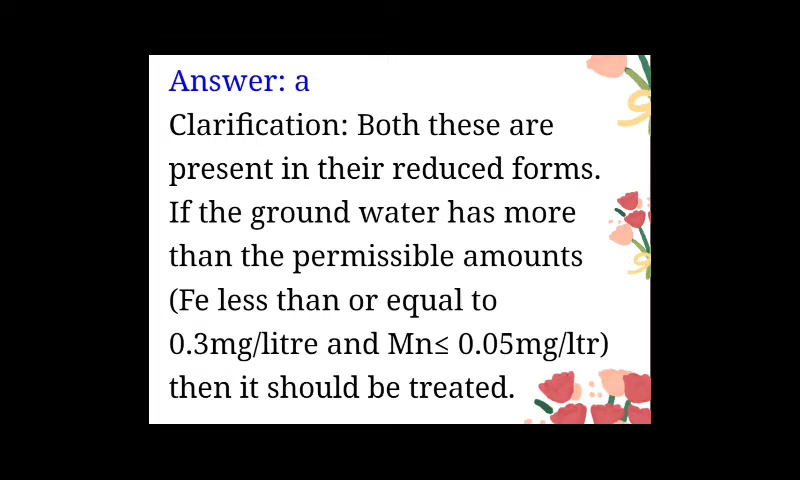 Answer: a
Clarification: Both these are
present in their reduced forms.
If the ground water has more
than the permissible amounts
(Fe less than or equal to
0.3mg/litre and Mn≤ 0.05mg/ltr)
then it should be treated.